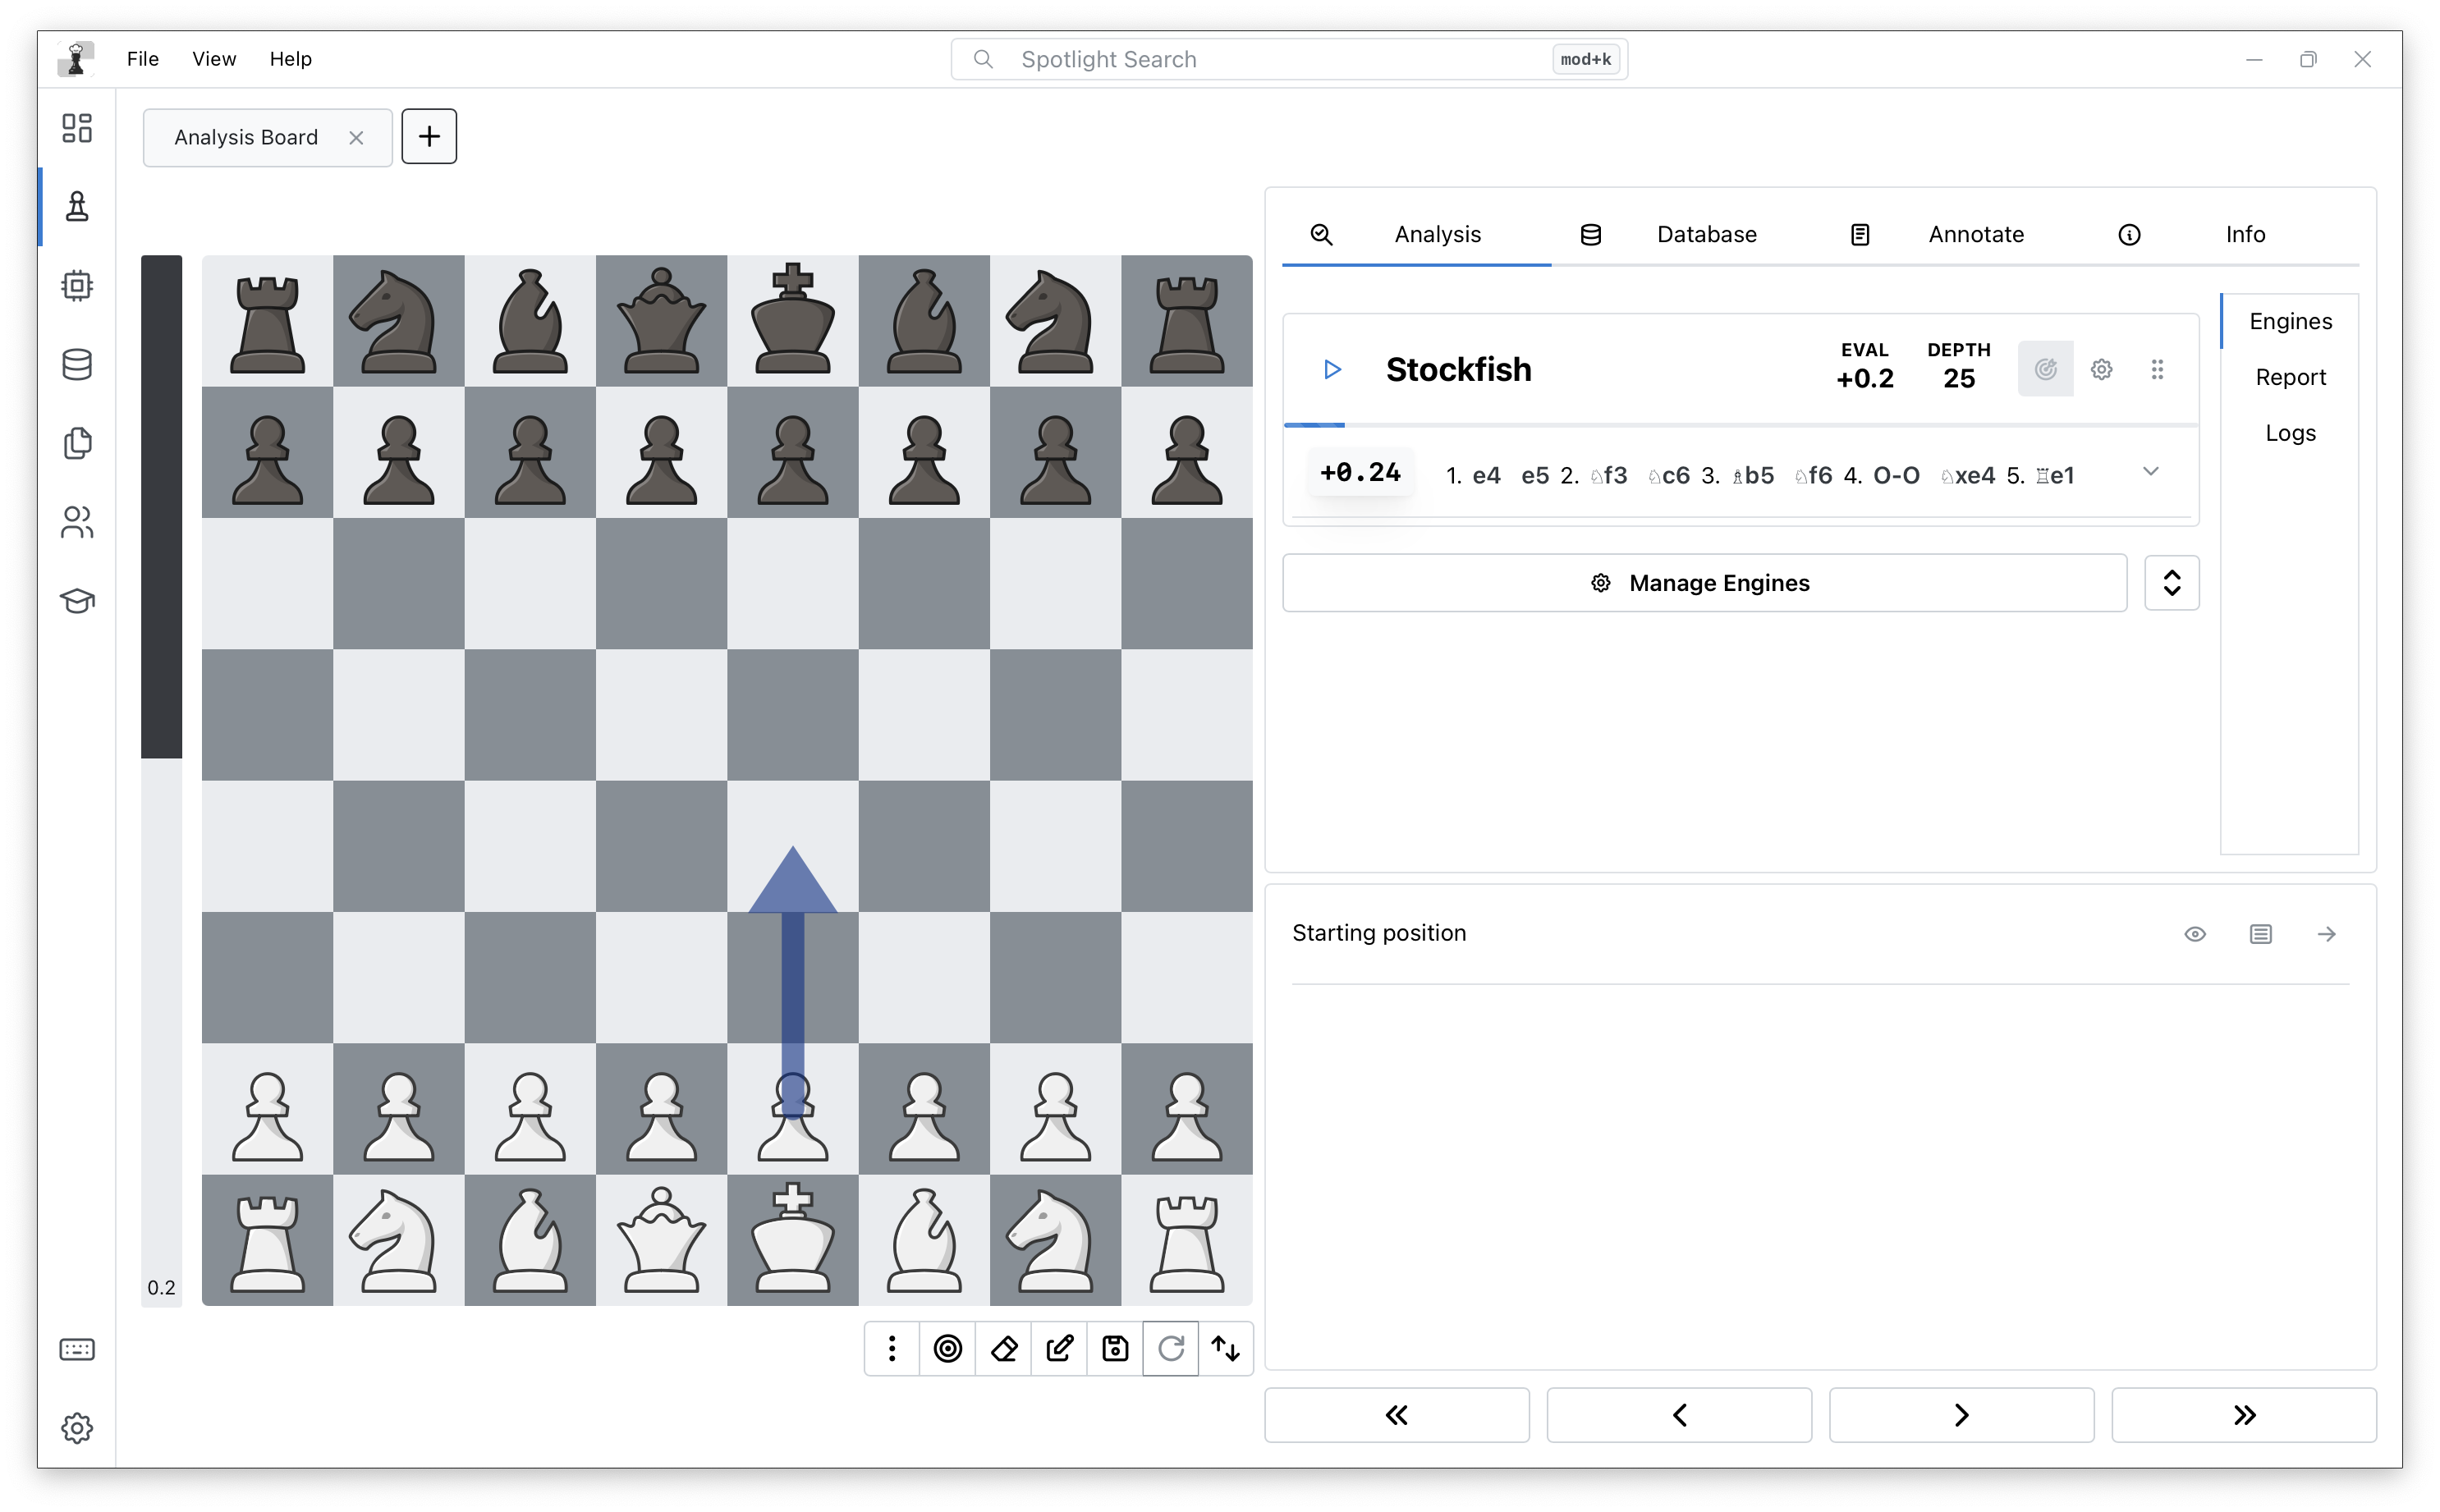 File View Help
Spotlight Search mod+k
Analysis Board
Analysis Database Annotate Info
Stockfish
EVAL
+0.2
DEPTH
25
Engines
Report
Logs
+0.24 1. e4 e5 2. ♘f3 ♘c6 3. ♗b5 ♘f6 4. O-O ♘xe4 5. ♖e1
Manage Engines
0.2
Starting position